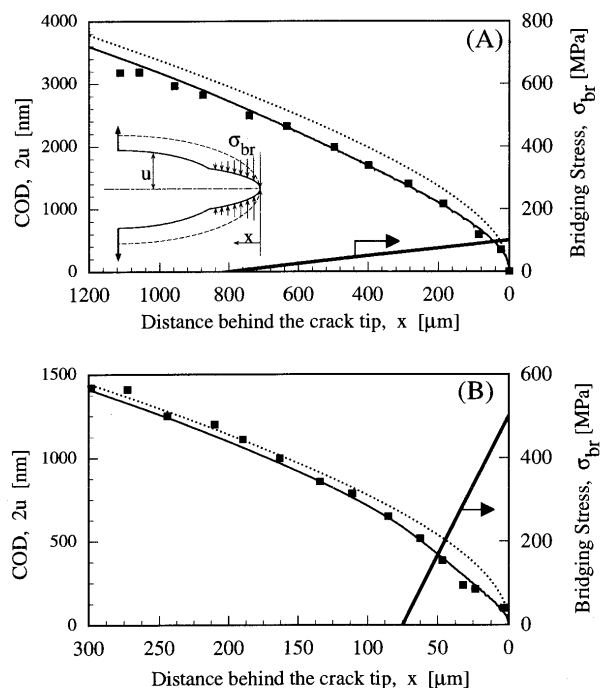 4000
3000
2000
1000
0
COD, 2u [nm]
(A)
σbr
u
x
800
600
400
200
0
Bridging Stress, σbr [MPa]
1200 1000 800 600 400 200 0
Distance behind the crack tip, x [μm]
1500
1000
500
0
COD, 2u [nm]
(B)
600
400
200
0
Bridging Stress, σbr [MPa]
300 250 200 150 100 50 0
Distance behind the crack tip, x [μm]